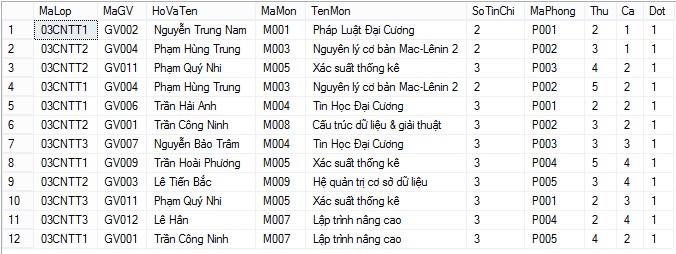 MaLop MaGV HoVaTen MaMon TenMon SoTinChi MaPhong Thu Ca Dot
1 03CNTT1 GV002 Nguyễn Trung Nam M001 Pháp Luật Đại Cương 2 P001 2 1 1
2 03CNTT2 GV004 Phạm Hùng Trung M003 Nguyên lý cơ bản Mac-Lênin 2 2 P002 3 1 1
3 03CNTT2 GV011 Phạm Quý Nhi M005 Xác suất thống kê 3 P003 4 2 1
4 03CNTT1 GV004 Phạm Hùng Trung M003 Nguyên lý cơ bản Mac-Lênin 2 2 P002 5 2 1
5 03CNTT1 GV006 Trần Hải Anh M004 Tin Học Đại Cương 3 P001 2 2 1
6 03CNTT2 GV001 Trần Công Ninh M008 Cấu trúc dữ liệu & giải thuật 3 P002 3 2 1
7 03CNTT3 GV007 Nguyễn Bảo Trâm M004 Tin Học Đại Cương 3 P003 3 3 1
8 03CNTT1 GV009 Trần Hoài Phương M005 Xác suất thống kê 3 P004 5 4 1
9 03CNTT2 GV003 Lê Tiến Bắc M009 Hệ quản trị cơ sở dữ liệu 3 P005 3 4 1
10 03CNTT3 GV011 Phạm Quý Nhi M005 Xác suất thống kê 3 P001 2 3 1
11 03CNTT3 GV012 Lê Hân M007 Lập trình nâng cao 3 P004 2 4 1
12 03CNTT1 GV001 Trần Công Ninh M007 Lập trình nâng cao 3 P005 4 2 1